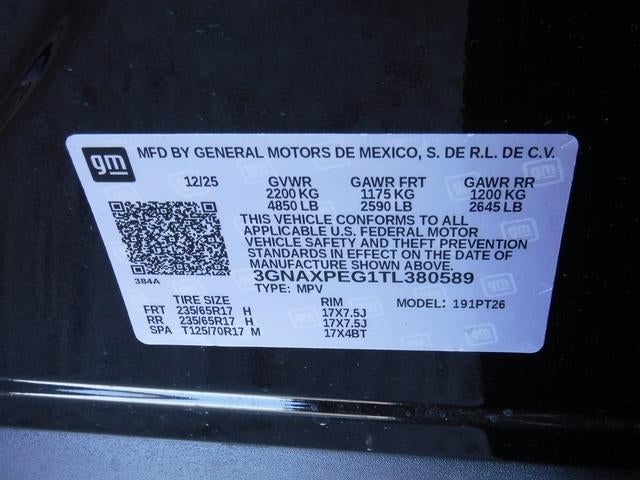 gm MFD BY GENERAL MOTORS DE MEXICO, S. DE R.L. DE C.V.
12/25 GVWR GAWR FRT GAWR RR
2200 KG 1175 KG 1200 KG
4850 LB 2590 LB 2645 LB
THIS VEHICLE CONFORMS TO ALL
APPLICABLE U.S. FEDERAL MOTOR
VEHICLE SAFETY AND THEFT PREVENTION
STANDARDS IN EFFECT ON THE DATE OF
MANUFACTURE SHOWN ABOVE.
384A 3GNAXPEG1TL380589
TYPE: MPV
TIRE SIZE RIM MODEL: 191PT26
FRT 235/65R17 H 17X7.5J
RR 235/65R17 H 17X7.5J
SPA T125/70R17 M 17X4BT